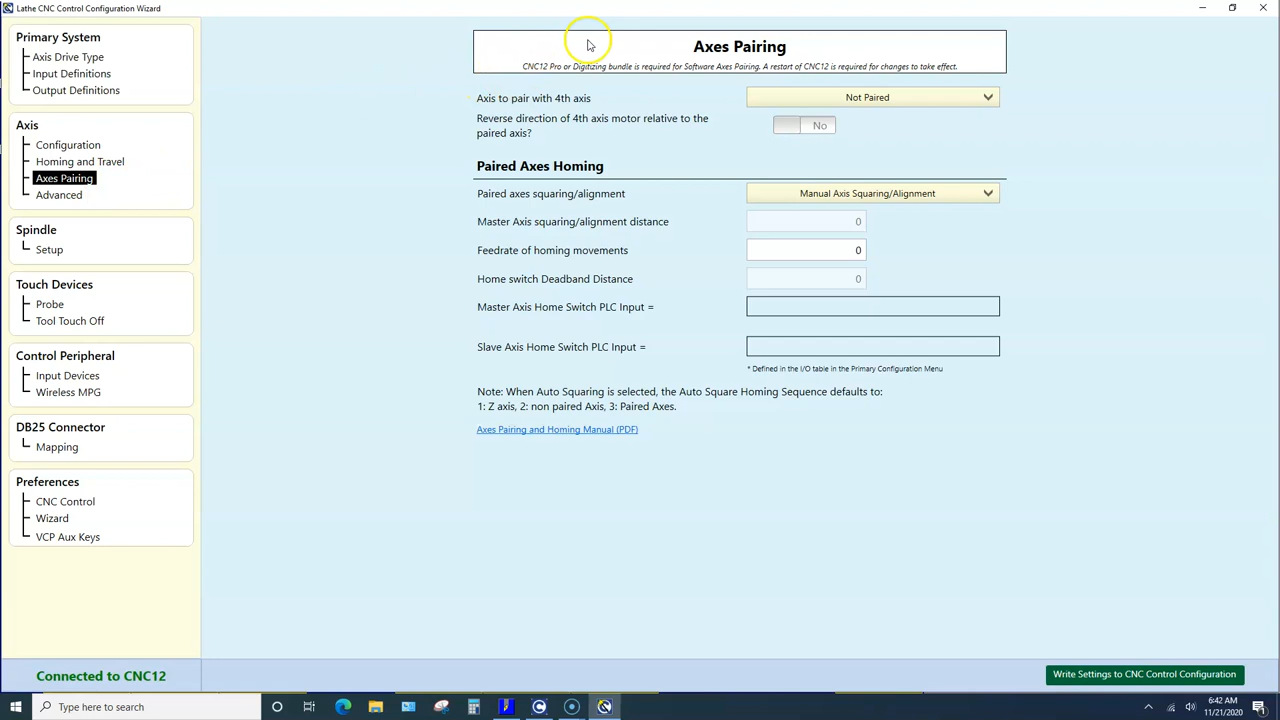 Lathe CNC Control Configuration Wizard
Primary System
Axis Drive Type
Input Definitions
Output Definitions
Axis
Configuration
Homing and Travel
Axes Pairing
Advanced
Spindle
Setup
Touch Devices
Probe
Tool Touch Off
Control Peripheral
Input Devices
Wireless MPG
DB25 Connector
Mapping
Preferences
CNC Control
Wizard
VCP Aux Keys
Connected to CNC12
Axes Pairing
CNC12 Pro or Digitizing bundle is required for Software Axes Pairing. A restart of CNC12 is required for changes to take effect.
Axis to pair with 4th axis
Not Paired
Reverse direction of 4th axis motor relative to the
paired axis?
No
Paired Axes Homing
Paired axes squaring/alignment
Manual Axis Squaring/Alignment
Master Axis squaring/alignment distance
0
Feedrate of homing movements
0
Home switch Deadband Distance
0
Master Axis Home Switch PLC Input =
Slave Axis Home Switch PLC Input =
* Defined in the I/O table in the Primary Configuration Menu
Note: When Auto Squaring is selected, the Auto Square Homing Sequence defaults to:
1: Z axis, 2: non paired Axis, 3: Paired Axes.
Axes Pairing and Homing Manual (PDF)
Write Settings to CNC Control Configuration
Type here to search
6:42 AM
11/21/2020